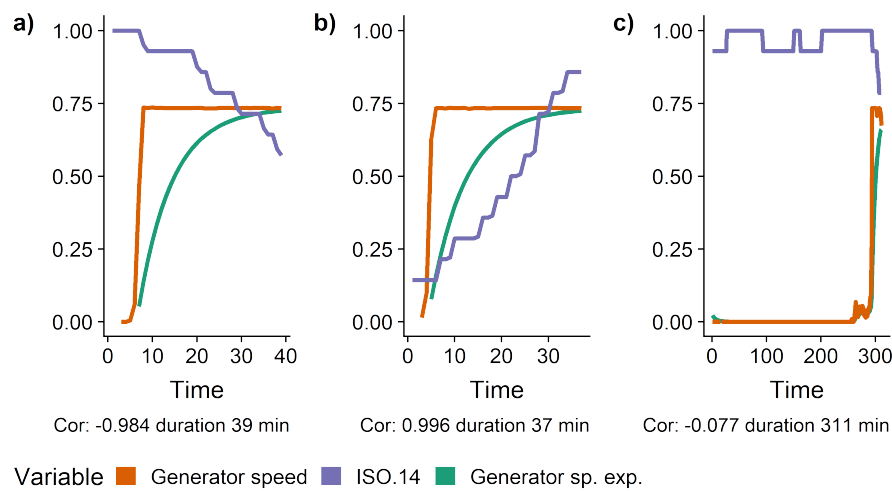 a) b) c)
1.00 1.00 1.00
0.75 0.75 0.75
0.50 0.50 0.50
0.25 0.25 0.25
0.00 0.00 0.00
0 10 20 30 40 0 10 20 30 0 100 200 300
Time Time Time
Cor: -0.984 duration 39 min Cor: 0.996 duration 37 min Cor: -0.077 duration 311 min
Variable Generator speed ISO.14 Generator sp. exp.